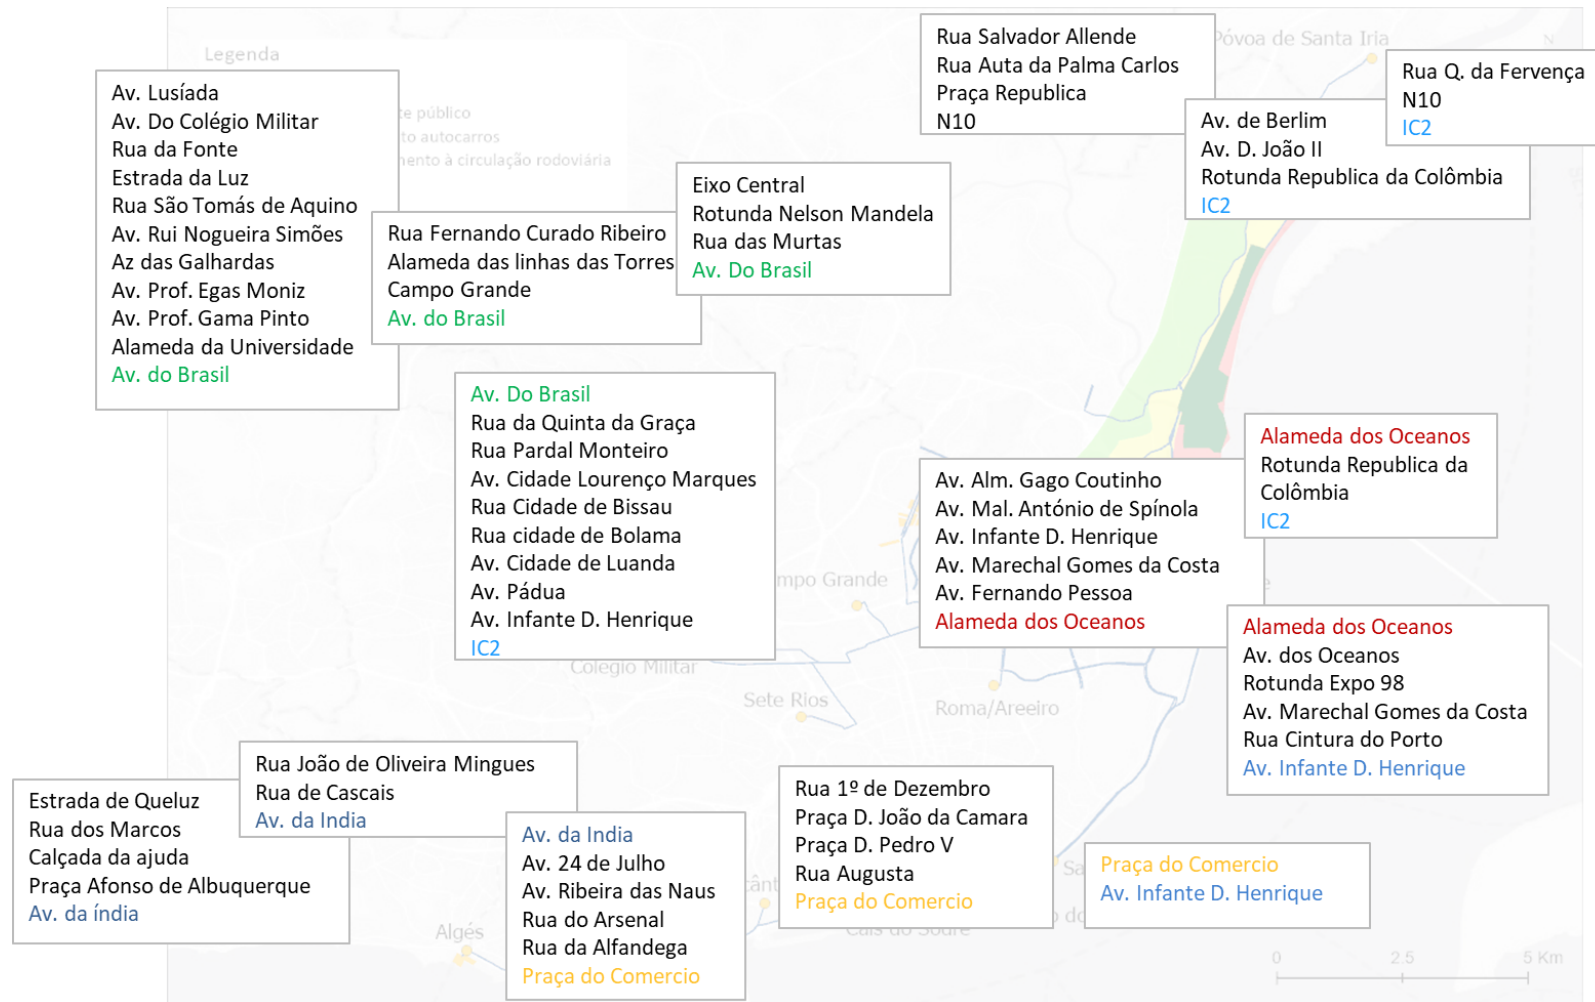 Legenda
te público
to autocarros
mento à circulação rodoviária
Av. Lusíada
Av. Do Colégio Militar
Rua da Fonte
Estrada da Luz
Rua São Tomás de Aquino
Av. Rui Nogueira Simões
Az das Galhardas
Av. Prof. Egas Moniz
Av. Prof. Gama Pinto
Alameda da Universidade
Av. do Brasil
Rua Fernando Curado Ribeiro
Alameda das linhas das Torres
Campo Grande
Av. do Brasil
Eixo Central
Rotunda Nelson Mandela
Rua das Murtas
Av. Do Brasil
Rua Salvador Allende
Rua Auta da Palma Carlos
Praça Republica
N10
Póvoa de Santa Iria
N
Rua Q. da Fervença
N10
IC2
Av. de Berlim
Av. D. João II
Rotunda Republica da Colômbia
IC2
Av. Do Brasil
Rua da Quinta da Graça
Rua Pardal Monteiro
Av. Cidade Lourenço Marques
Rua Cidade de Bissau
Rua cidade de Bolama
Av. Cidade de Luanda
Av. Pádua
Av. Infante D. Henrique
IC2
Av. Alm. Gago Coutinho
Av. Mal. António de Spínola
Av. Infante D. Henrique
Av. Marechal Gomes da Costa
Av. Fernando Pessoa
Alameda dos Oceanos
Alameda dos Oceanos
Rotunda Republica da
Colômbia
IC2
Alameda dos Oceanos
Av. dos Oceanos
Rotunda Expo 98
Av. Marechal Gomes da Costa
Rua Cintura do Porto
Av. Infante D. Henrique
mpo Grande
Colégio Militar
Sete Rios
Roma/Areeiro
Estrada de Queluz
Rua dos Marcos
Calçada da ajuda
Praça Afonso de Albuquerque
Av. da índia
Rua João de Oliveira Mingues
Rua de Cascais
Av. da India
Av. da India
Av. 24 de Julho
Av. Ribeira das Naus
Rua do Arsenal
Rua da Alfandega
Praça do Comercio
Rua 1º de Dezembro
Praça D. João da Camara
Praça D. Pedro V
Rua Augusta
Praça do Comercio
Praça do Comercio
Av. Infante D. Henrique
Algés
Cais do Sodré
0 2.5 5 Km